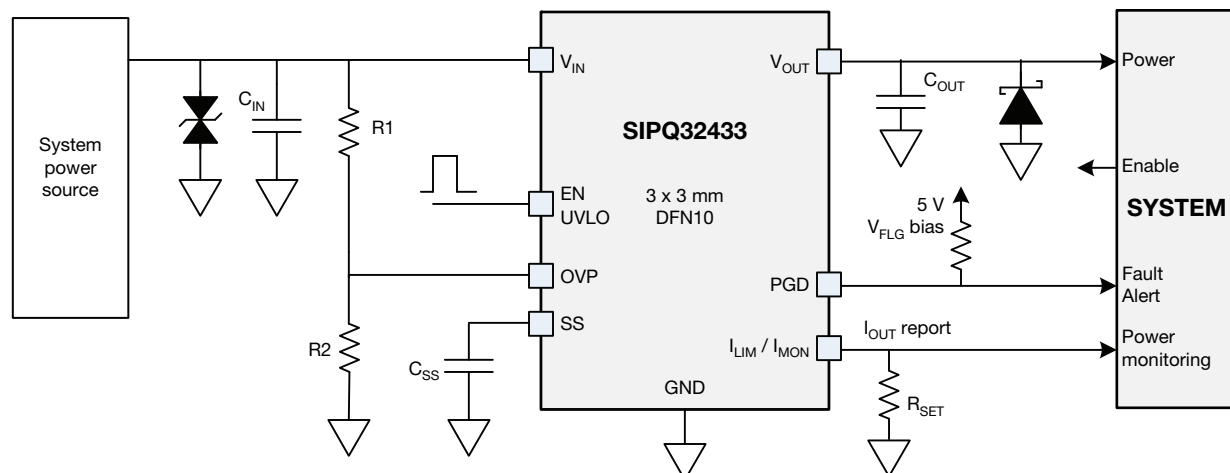 System
power
source
C_IN
R1
R2
C_SS
V_IN
EN
UVLO
OVP
SS
SIPQ32433
3 x 3 mm
DFN10
GND
V_OUT
PGD
I_LIM / I_MON
C_OUT
5 V
V_FLG bias
I_OUT report
R_SET
Power
Enable
SYSTEM
Fault
Alert
Power
monitoring